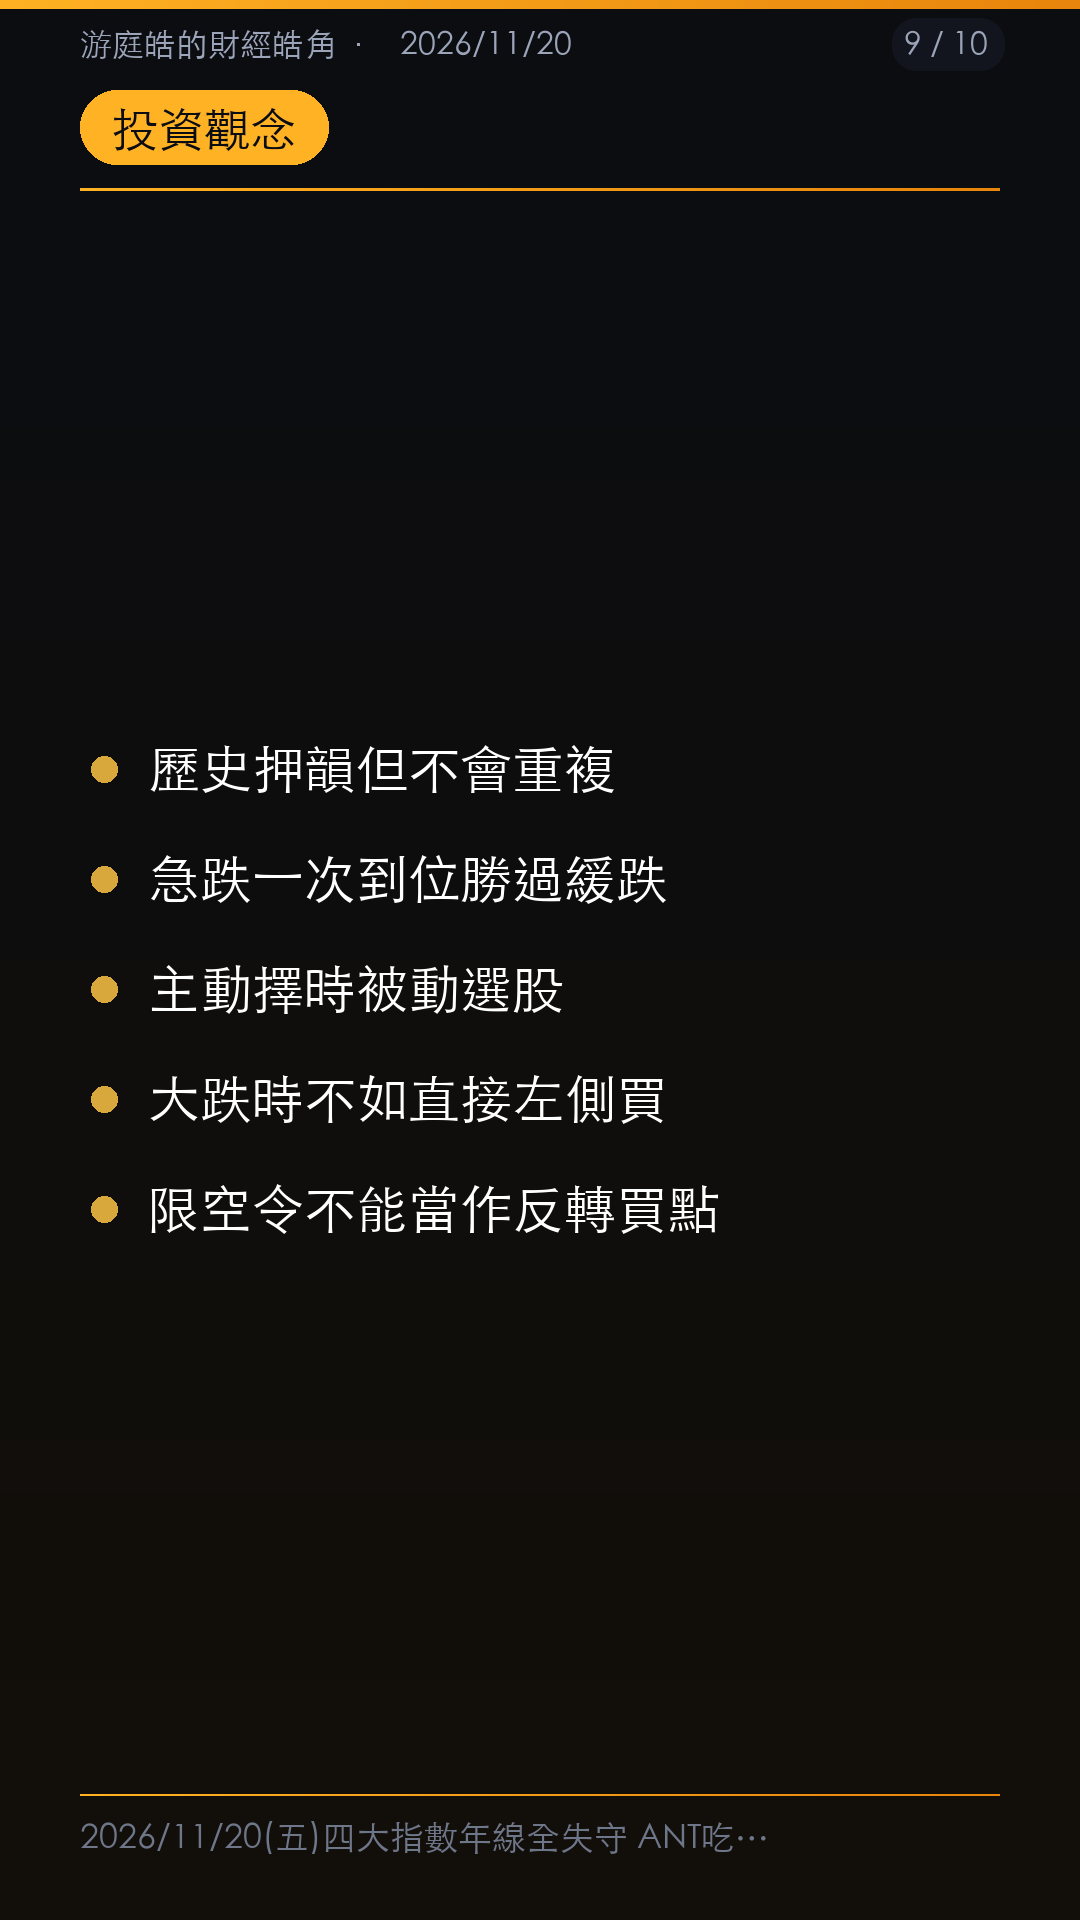 游庭皓的財經皓角 · 2026/11/20
9 / 10
投資觀念
歷史押韻但不會重複
急跌一次到位勝過緩跌
主動擇時被動選股
大跌時不如直接左側買
限空令不能當作反轉買點
2026/11/20(五)四大指數年線全失守 ANT吃…